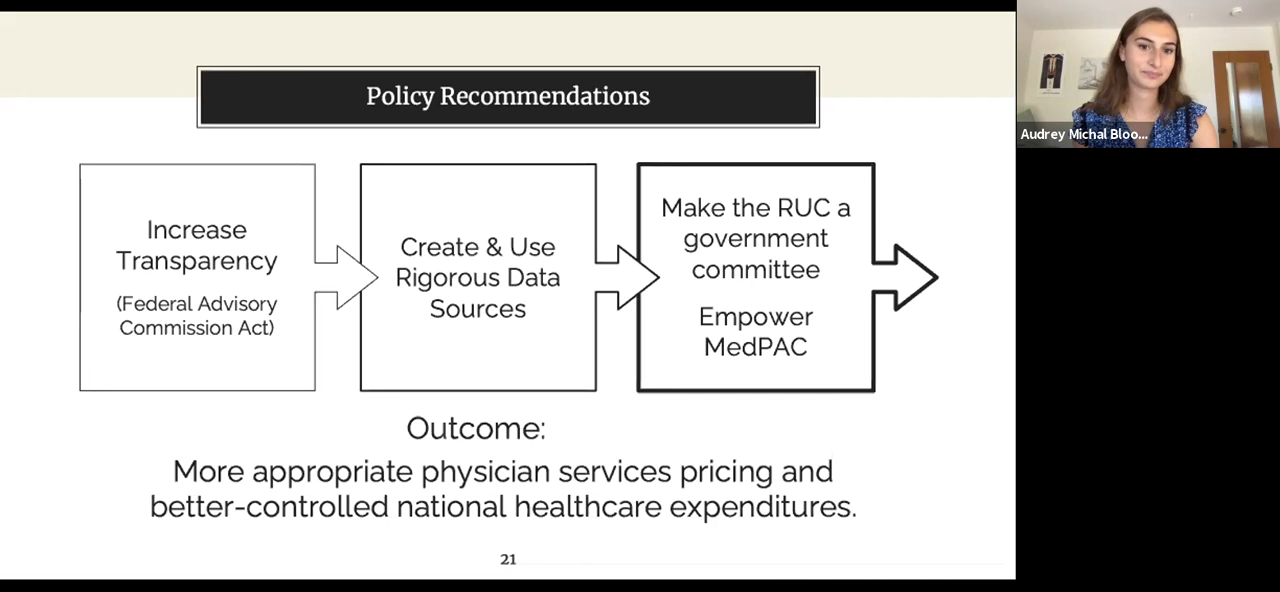 Policy Recommendations
Increase
Transparency
(Federal Advisory
Commission Act)
Create & Use
Rigorous Data
Sources
Make the RUC a
government
committee
Empower
MedPAC
Outcome:
More appropriate physician services pricing and
better-controlled national healthcare expenditures.
21
Audrey Michal Bloo...